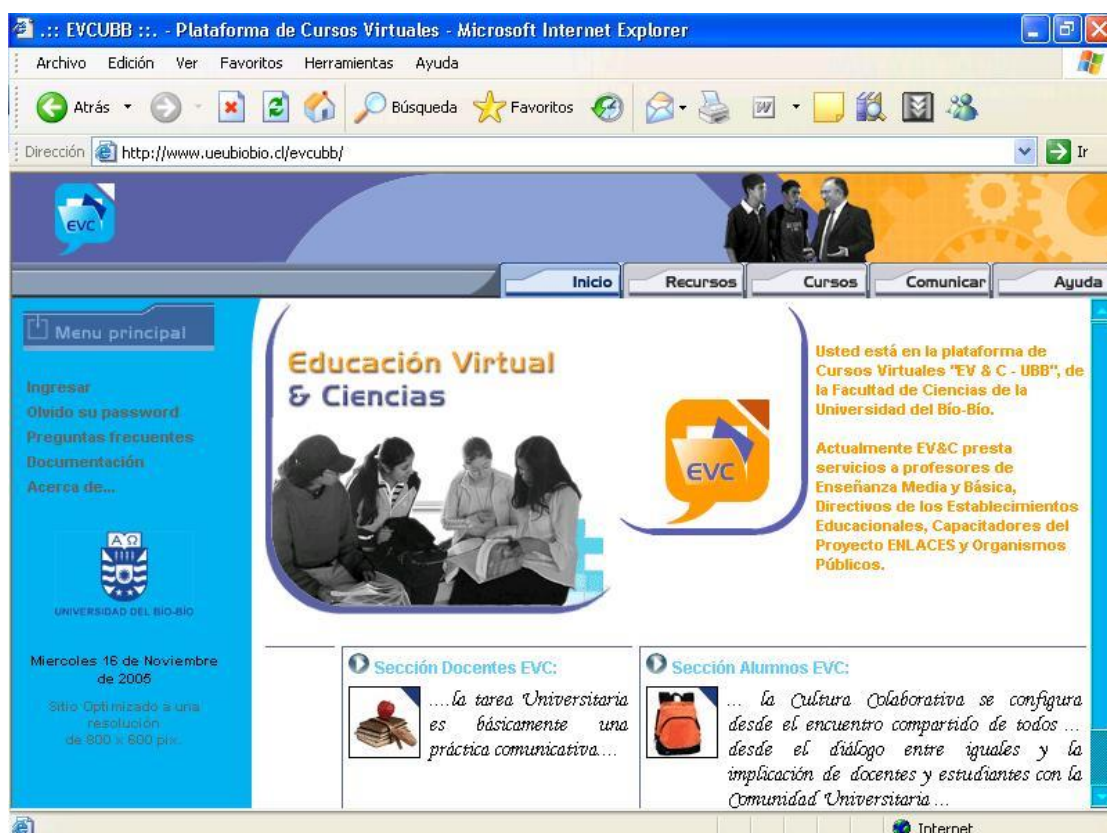 .:: EVCUBB ::. - Plataforma de Cursos Virtuales - Microsoft Internet Explorer
Archivo Edición Ver Favoritos Herramientas Ayuda
Atrás Búsqueda Favoritos
Dirección http://www.ueubiobio.cl/evcubb/ Ir
EVC
Inicio Recursos Cursos Comunicar Ayuda
Menu principal
Ingresar
Olvido su password
Preguntas frecuentes
Documentación
Acerca de...
UNIVERSIDAD DEL BIO-BIO
Miercoles 16 de Noviembre
de 2005
Sitio Optimizado a una
resolución
de 800 x 600 pix.
Educación Virtual
& Ciencias
EVC
Usted está en la plataforma de
Cursos Virtuales "EV & C - UBB", de
la Facultad de Ciencias de la
Universidad del Bío-Bío.
Actualmente EV&C presta
servicios a profesores de
Enseñanza Media y Básica,
Directivos de los Establecimientos
Educacionales, Capacitadores del
Proyecto ENLACES y Organismos
Públicos.
Sección Docentes EVC:
....la tarea Universitaria
es básicamente una
práctica comunicativa....
Sección Alumnos EVC:
... la Cultura Colaborativa se configura
desde el encuentro compartido de todos ...
desde el diálogo entre iguales y la
implicación de docentes y estudiantes con la
Comunidad Universitaria ...
Internet